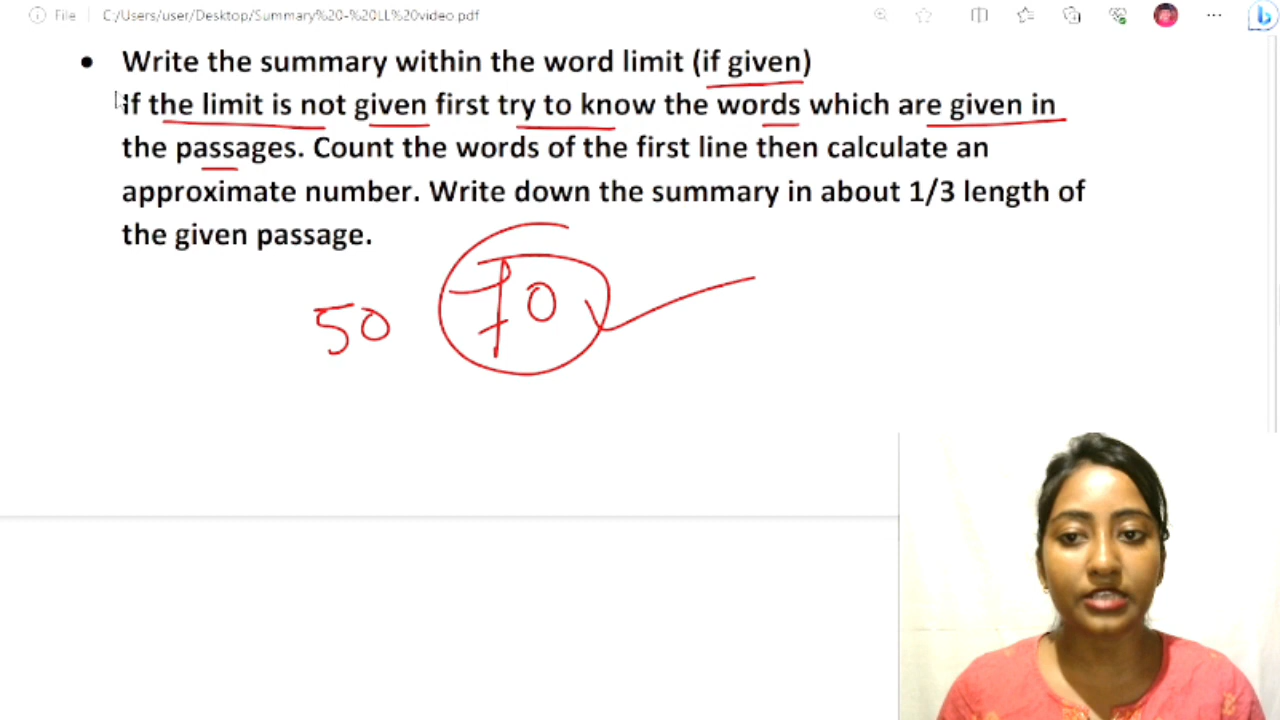 File C:/Users/user/Desktop/Summary%20-%20LL%20video.pdf
• Write the summary within the word limit (if given)
If the limit is not given first try to know the words which are given in
the passages. Count the words of the first line then calculate an
approximate number. Write down the summary in about 1/3 length of
the given passage.
50 70